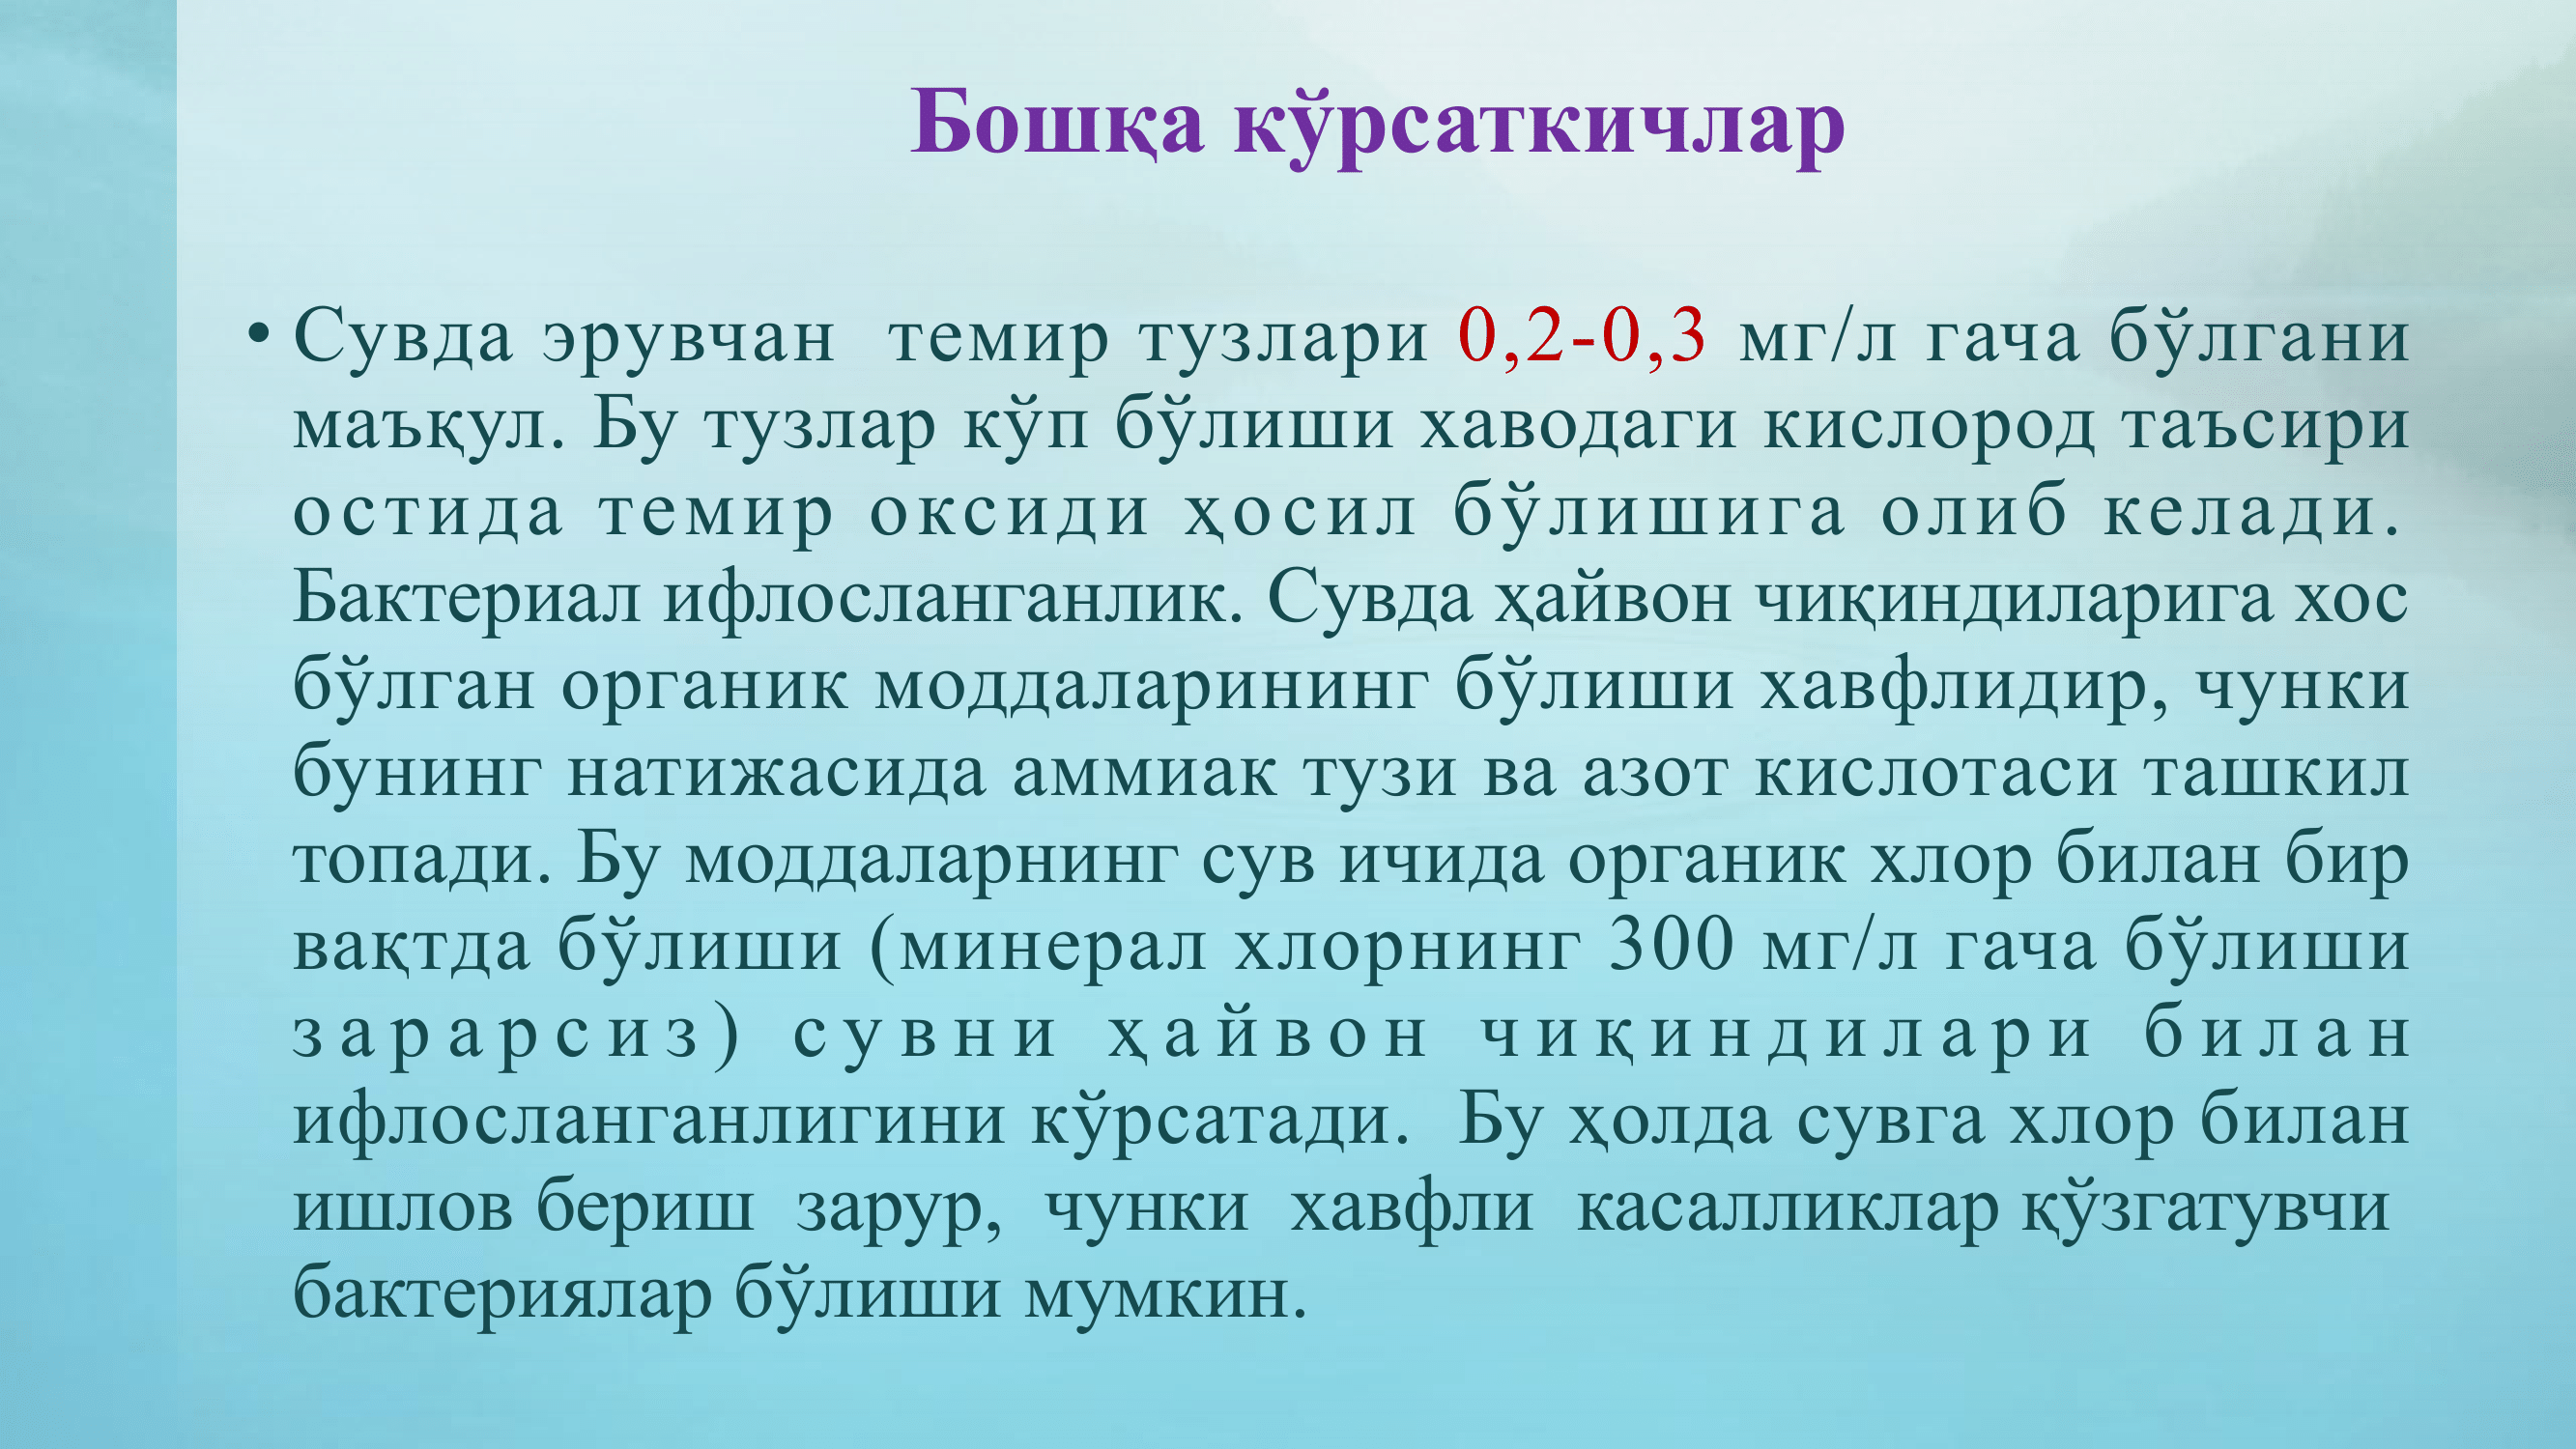 Бошқа кўрсаткичлар
• Сувда эрувчан темир тузлари 0,2-0,3 мг/л гача бўлгани
маъқул. Бу тузлар кўп бўлиши хаводаги кислород таъсири
остида темир оксиди ҳосил бўлишига олиб келади.
Бактериал ифлосланганлик. Сувда ҳайвон чиқиндиларига хос
бўлган органик моддаларининг бўлиши хавфлидир, чунки
бунинг натижасида аммиак тузи ва азот кислотаси ташкил
топади. Бу моддаларнинг сув ичида органик хлор билан бир
вақтда бўлиши (минерал хлорнинг 300 мг/л гача бўлиши
зарарсиз) сувни ҳайвон чиқиндилари билан
ифлосланганлигини кўрсатади. Бу ҳолда сувга хлор билан
ишлов бериш зарур, чунки хавфли касалликлар қўзгатувчи
бактериялар бўлиши мумкин.